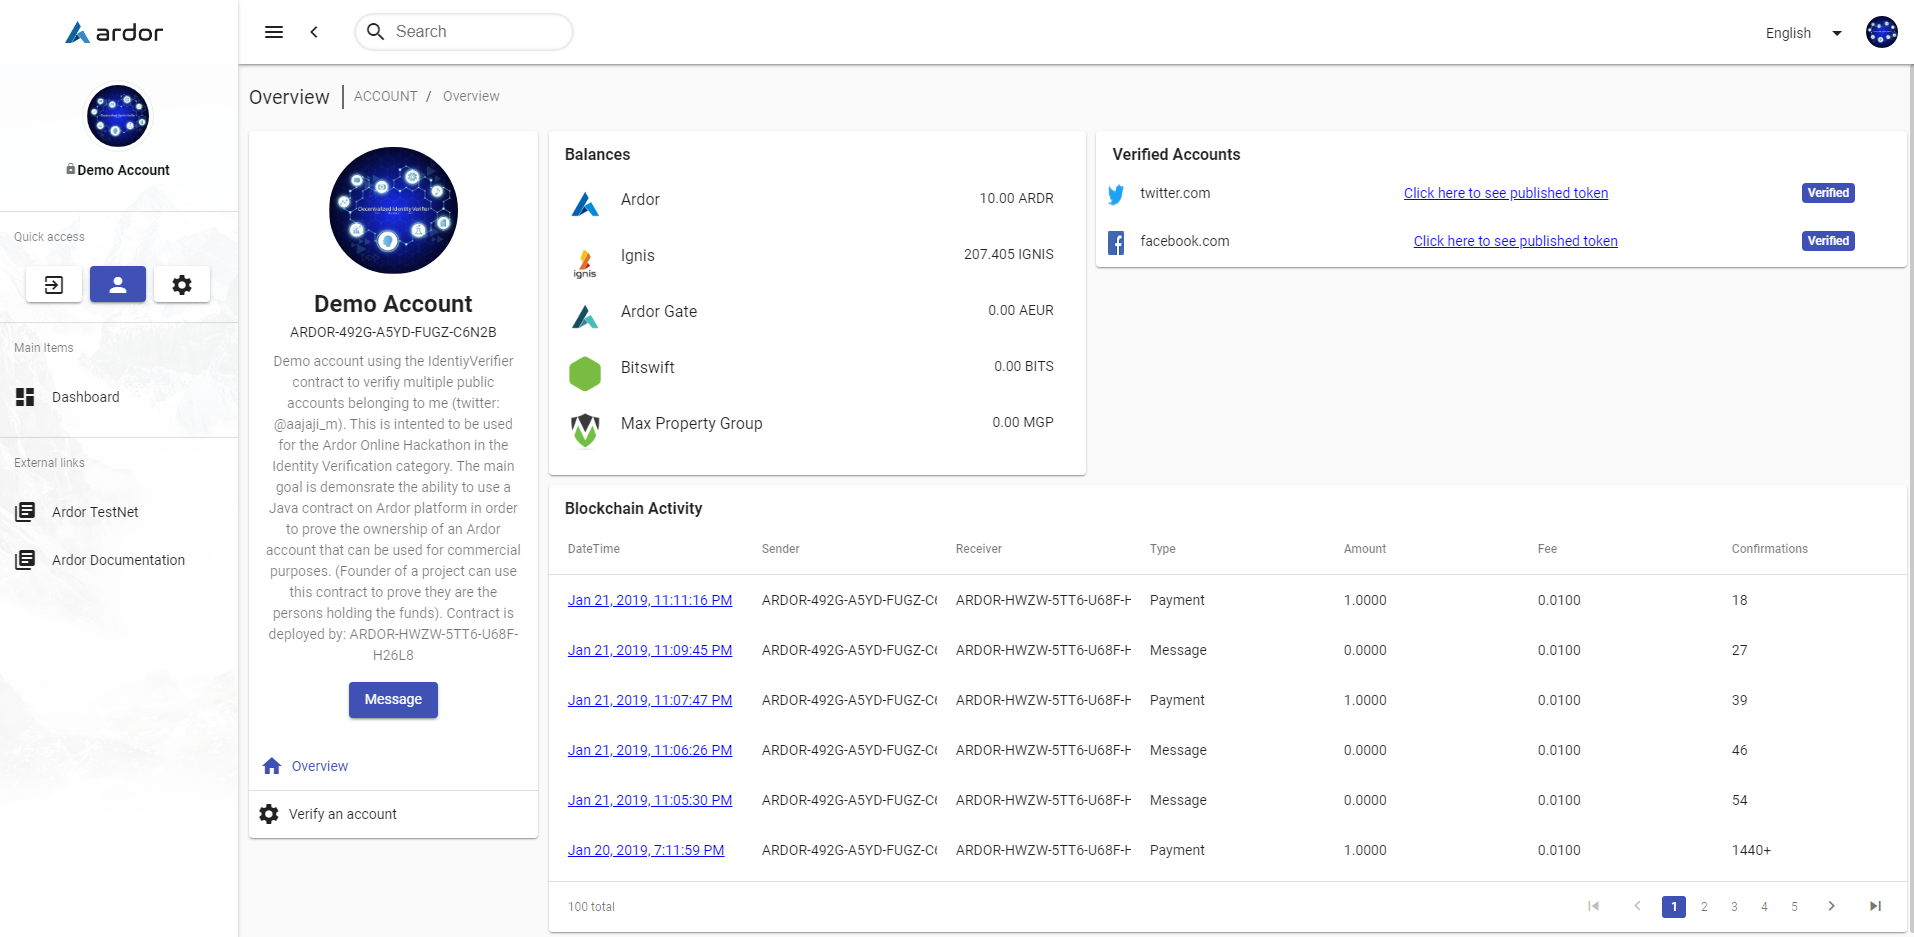 ardor
Search
English
Demo Account
Quick access
Main Items
Dashboard
External links
Ardor TestNet
Ardor Documentation
Overview
ACCOUNT / Overview
Decentralized Identity Verifier
Demo Account
ARDOR-492G-A5YD-FUGZ-C6N2B
Demo account using the IdentiyVerifier
contract to verifiy multiple public
accounts belonging to me (twitter:
@aajaji_m). This is intented to be used
for the Ardor Online Hackathon in the
Identity Verification category. The main
goal is demonsrate the ability to use a
Java contract on Ardor platform in order
to prove the ownership of an Ardor
account that can be used for commercial
purposes. (Founder of a project can use
this contract to prove they are the
persons holding the funds). Contract is
deployed by: ARDOR-HWZW-5TT6-U68F-
H26L8
Message
Overview
Verify an account
Balances
Ardor 10.00 ARDR
Ignis 207.405 IGNIS
ignis
Ardor Gate 0.00 AEUR
Bitswift 0.00 BITS
Max Property Group 0.00 MGP
Verified Accounts
twitter.com Click here to see published token Verified
facebook.com Click here to see published token Verified
Blockchain Activity
DateTime Sender Receiver Type Amount Fee Confirmations
Jan 21, 2019, 11:11:16 PM ARDOR-492G-A5YD-FUGZ-C6 ARDOR-HWZW-5TT6-U68F-H Payment 1.0000 0.0100 18
Jan 21, 2019, 11:09:45 PM ARDOR-492G-A5YD-FUGZ-C6 ARDOR-HWZW-5TT6-U68F-H Message 0.0000 0.0100 27
Jan 21, 2019, 11:07:47 PM ARDOR-492G-A5YD-FUGZ-C6 ARDOR-HWZW-5TT6-U68F-H Payment 1.0000 0.0100 39
Jan 21, 2019, 11:06:26 PM ARDOR-492G-A5YD-FUGZ-C6 ARDOR-HWZW-5TT6-U68F-H Message 0.0000 0.0100 46
Jan 21, 2019, 11:05:30 PM ARDOR-492G-A5YD-FUGZ-C6 ARDOR-HWZW-5TT6-U68F-H Message 0.0000 0.0100 54
Jan 20, 2019, 7:11:59 PM ARDOR-492G-A5YD-FUGZ-C6 ARDOR-HWZW-5TT6-U68F-H Payment 1.0000 0.0100 1440+
100 total 1 2 3 4 5